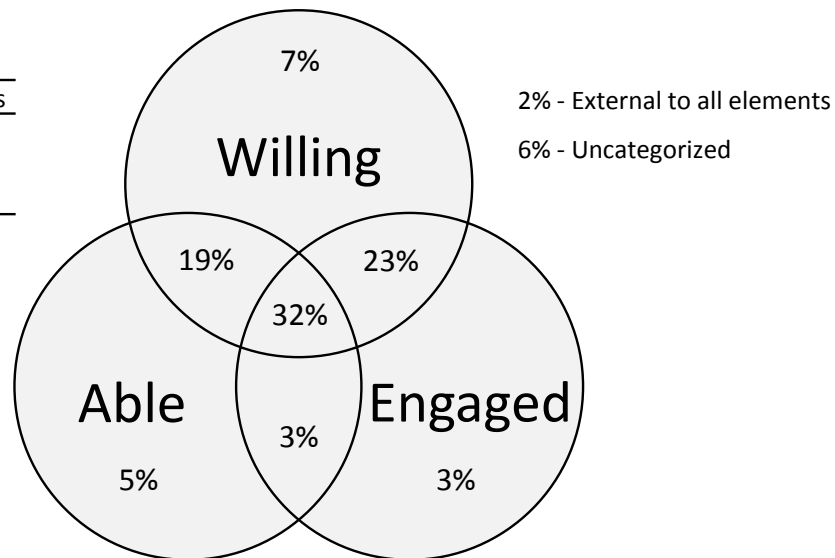 7%
2% - External to all elements
6% - Uncategorized
Willing
19%
23%
32%
Able
Engaged
3%
5%
3%